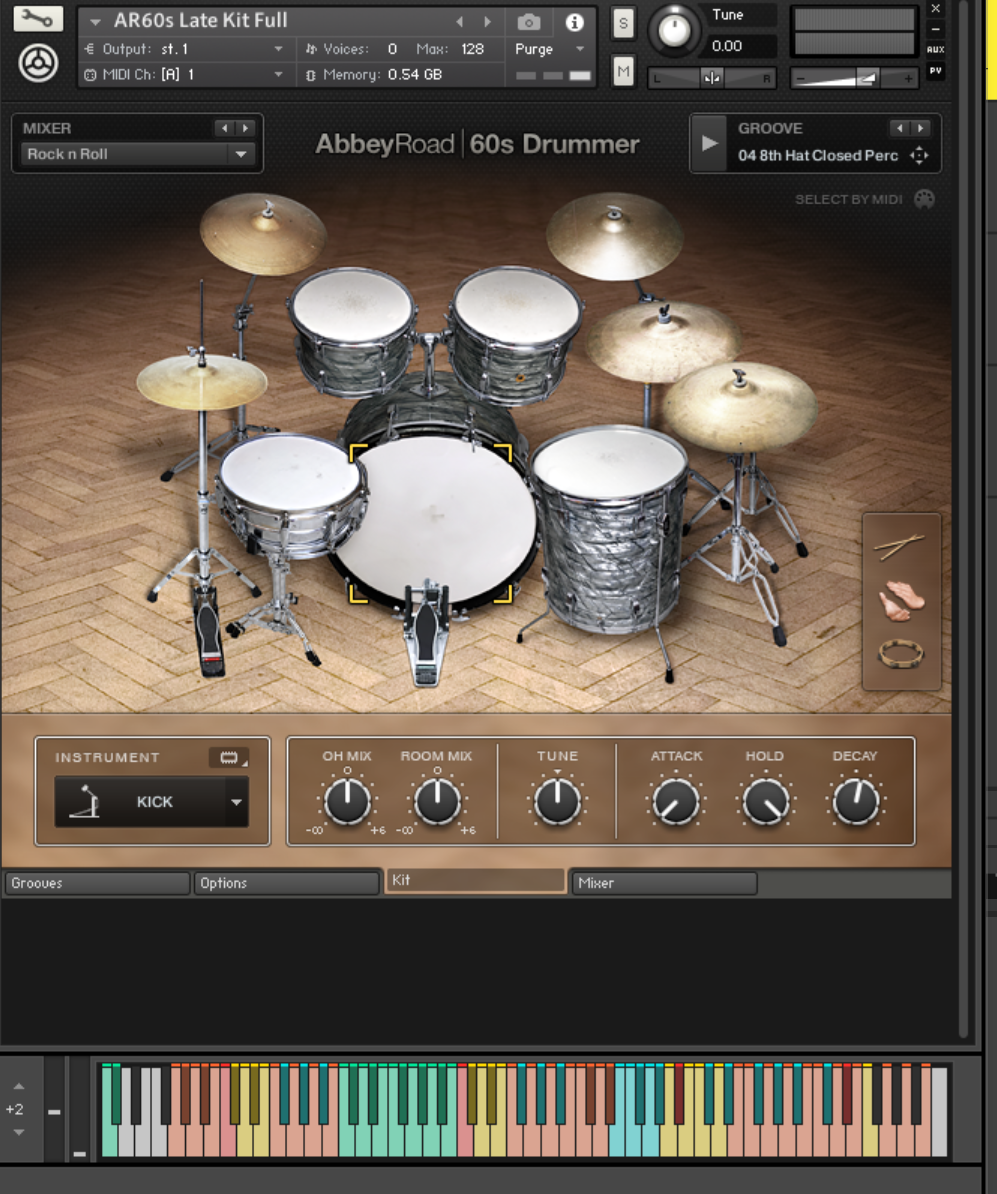 AR60s Late Kit Full
Output: st. 1
Voices: 0 Max: 128
Purge
MIDI Ch: [A] 1
Memory: 0.54 GB
S
M
Tune
0.00
L R
- +
×
-
AUX
PV
MIXER
Rock n Roll
AbbeyRoad | 60s Drummer
GROOVE
04 8th Hat Closed Perc
SELECT BY MIDI
INSTRUMENT
KICK
OH MIX
ROOM MIX
TUNE
ATTACK
HOLD
DECAY
-∞ +6 -∞ +6
Grooves
Options
Kit
Mixer
+2